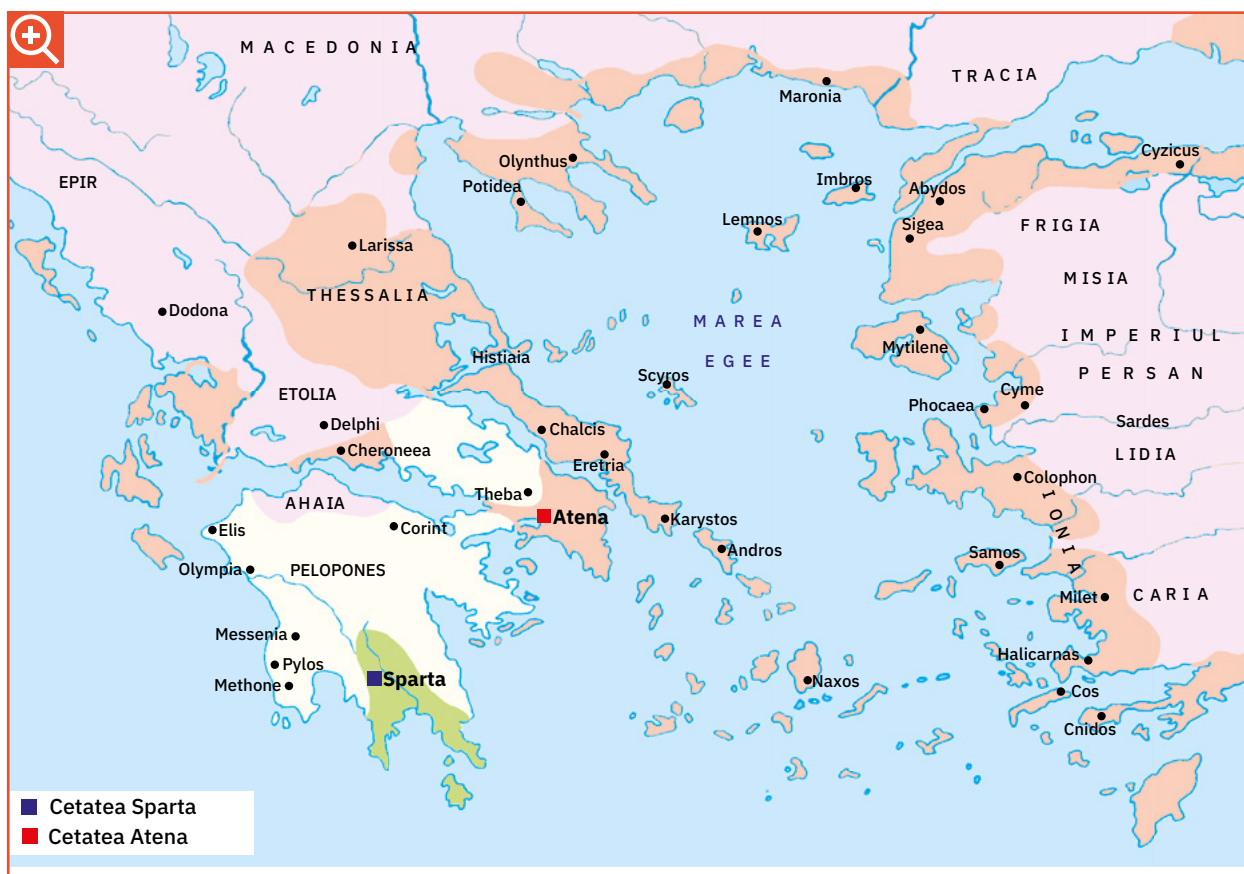 MACEDONIA
TRACIA
Maronia
Cyzicus
Olynthus
EPIR
Potidea
Imbros
Abydos
Lemnos
Sigea
FRIGIA
Larissa
MISIA
THESSALIA
Dodona
MAREA
EGEE
IMPERIUL
PERSAN
Mytilene
Histiaia
Scyros
Cyme
ETOLIA
Phocaea
Delphi
Chalcis
Sardes
Cheroneea
LIDIA
Eretria
Colophon
Theba
AHAIA
IONIA
Atena
Karystos
Elis
Corint
Andros
Samos
Olympia
PELOPONES
Milet
CARIA
Messenia
Halicarnas
Pylos
Sparta
Naxos
Methone
Cos
Cnidos
Cetatea Sparta
Cetatea Atena